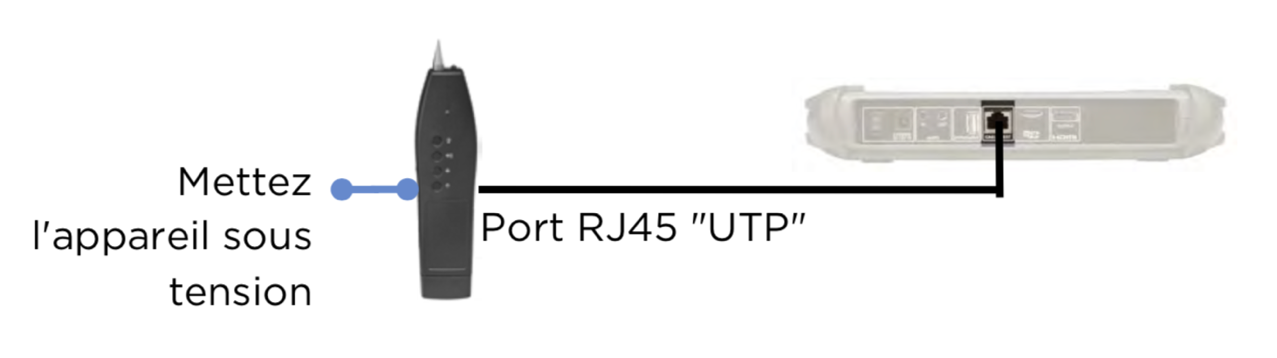 Mettez
l'appareil sous
tension
Port RJ45 "UTP"